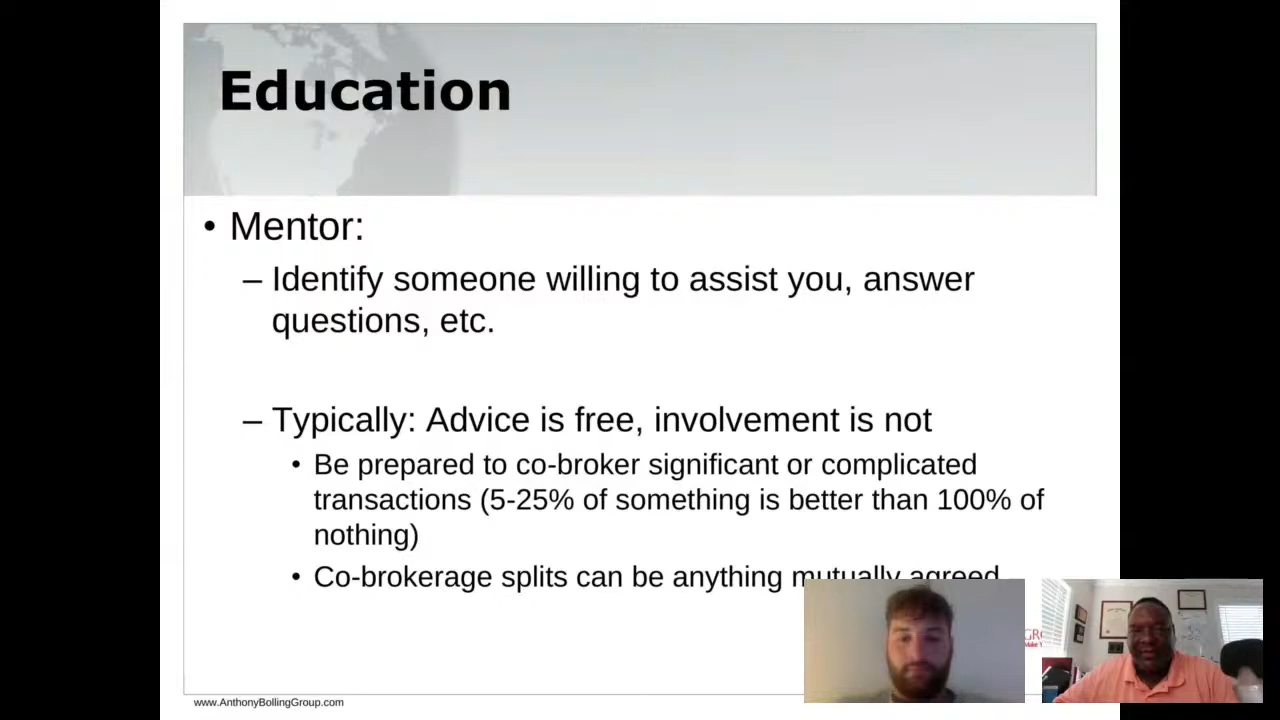 Education
• Mentor:
– Identify someone willing to assist you, answer
questions, etc.
– Typically: Advice is free, involvement is not
• Be prepared to co-broker significant or complicated
transactions (5-25% of something is better than 100% of
nothing)
• Co-brokerage splits can be anything mutually agreed
www.AnthonyBollingGroup.com